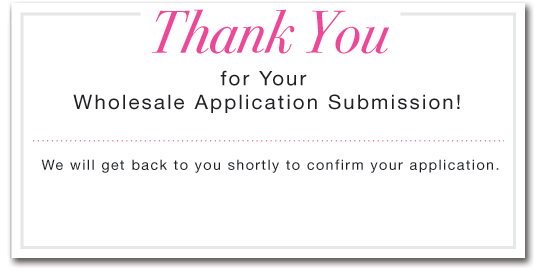 Thank You
for Your
Wholesale Application Submission!
We will get back to you shortly to confirm your application.